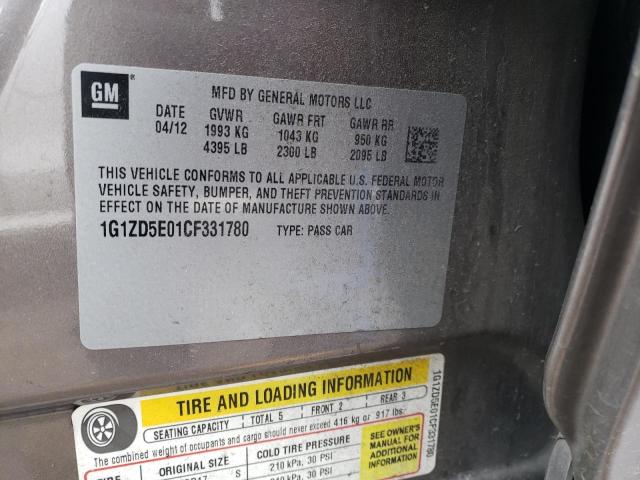 GM ®
MFD BY GENERAL MOTORS LLC
DATE GVWR GAWR FRT GAWR RR
04/12 1993 KG 1043 KG 950 KG
4395 LB 2300 LB 2095 LB
THIS VEHICLE CONFORMS TO ALL APPLICABLE U.S. FEDERAL MOTOR
VEHICLE SAFETY, BUMPER, AND THEFT PREVENTION STANDARDS IN
EFFECT ON THE DATE OF MANUFACTURE SHOWN ABOVE.
1G1ZD5E01CF331780 TYPE: PASS CAR
TIRE AND LOADING INFORMATION
SEATING CAPACITY TOTAL 5 FRONT 2 REAR 3
The combined weight of occupants and cargo should never exceed 416 kg or 917 lbs.
TIRE ORIGINAL SIZE COLD TIRE PRESSURE
S 210 kPa, 30 PSI
SEE OWNER'S
MANUAL FOR
ADDITIONAL
INFORMATION
1G1ZD5E01CF331780